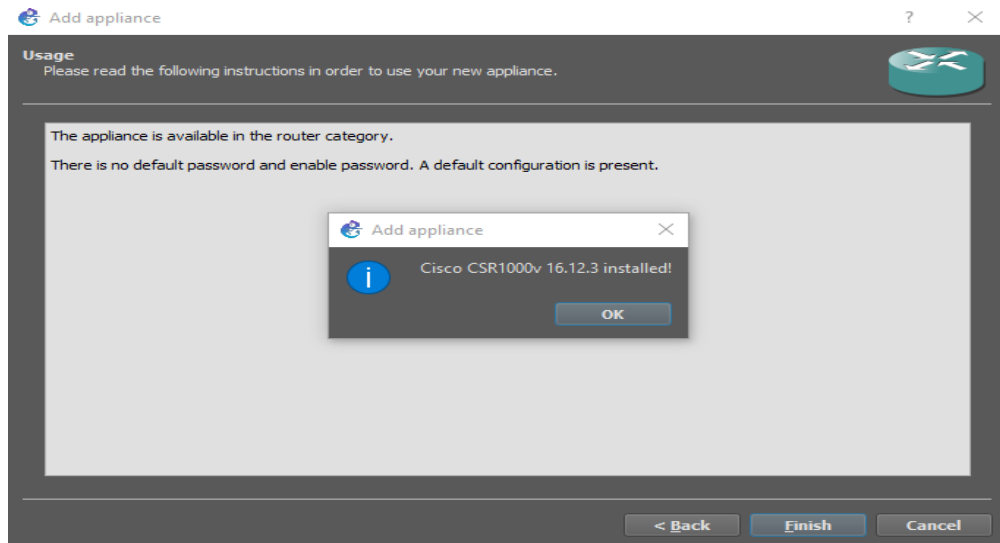 Add appliance
?
Usage
Please read the following instructions in order to use your new appliance.
The appliance is available in the router category.
There is no default password and enable password. A default configuration is present.
Add appliance
Cisco CSR1000v 16.12.3 installed!
OK
< Back Finish Cancel